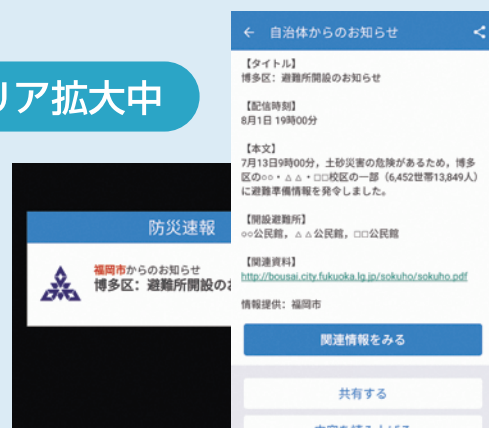 リア拡大中
防災速報
福岡市からのお知らせ
博多区：避難所開設の
自治体からのお知らせ
【タイトル】
博多区：避難所開設のお知らせ
【配信時刻】
8月1日 19時00分
【本文】
7月13日9時00分，土砂災害の危険があるため，博多
区の○○・△△・□□校区の一部（6,452世帯13,849人）
に避難準備情報を発令しました。
【開設避難所】
○○公民館，△△公民館，□□公民館
【関連資料】
http://bousai.city.fukuoka.lg.jp/sokuho/sokuho.pdf
情報提供：福岡市
関連情報をみる
共有する